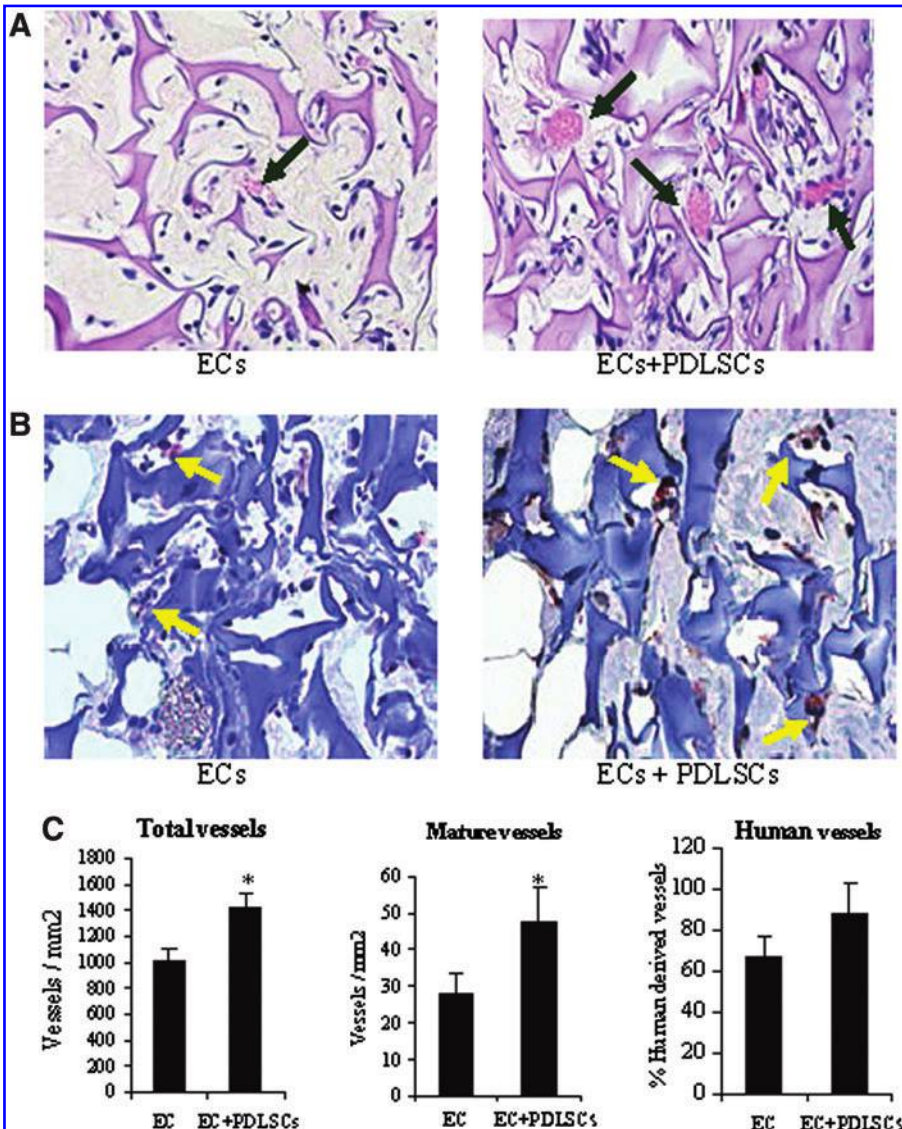 A
ECs
ECs+PDLSCs
B
ECs
ECs + PDLSCs
C
Total vessels
Vessels / mm2
1800
1600
1400
1200
1000
800
600
400
200
0
*
EC
EC+PDLSCs
Mature vessels
Vessels / mm2
60
50
40
30
20
10
0
*
EC
EC+PDLSCs
Human vessels
% Human derived vessels
120
100
80
60
40
20
0
EC
EC+PDLSCs